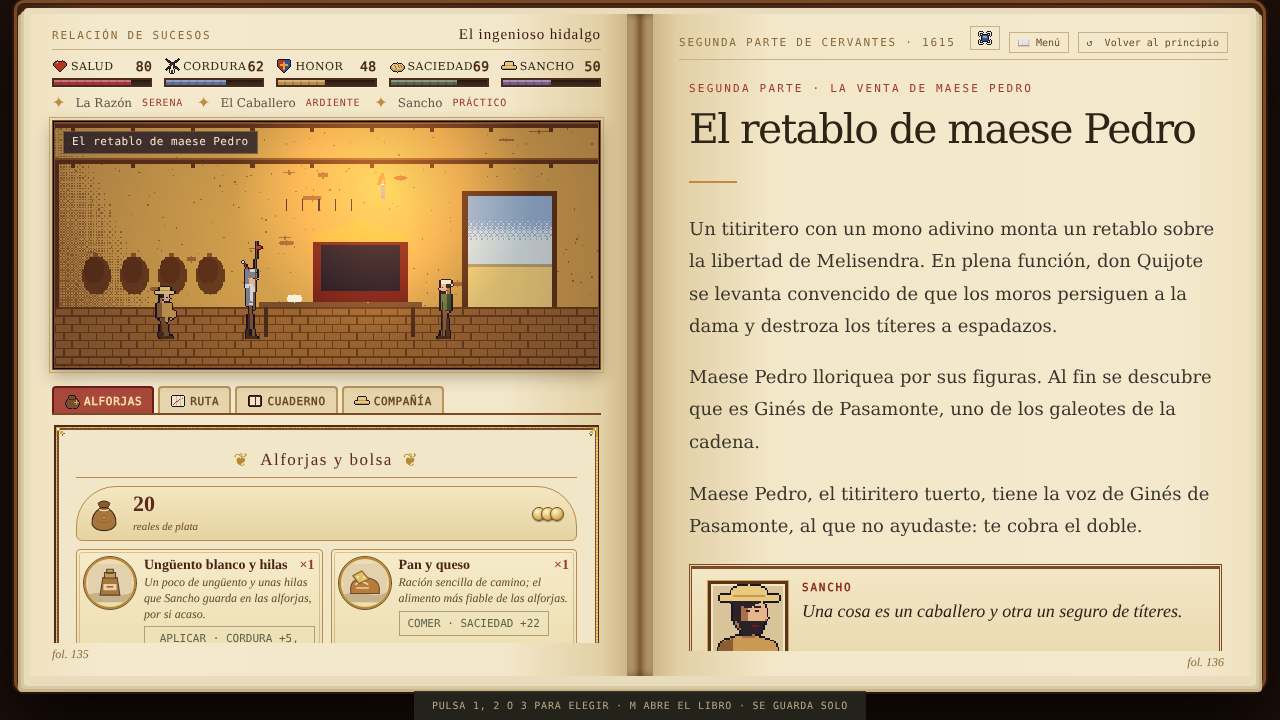 RELACIÓN DE SUCESOS
El ingenioso hidalgo
SALUD 80
CORDURA 62
HONOR 48
SACIEDAD 69
SANCHO 50
La Razón SERENA
El Caballero ARDIENTE
Sancho PRÁCTICO
El retablo de maese Pedro
ALFORJAS
RUTA
CUADERNO
COMPAÑÍA
Alforjas y bolsa
20
reales de plata
Ungüento blanco y hilas ×1
Un poco de ungüento y unas hilas
que Sancho guarda en las alforjas,
por si acaso.
APLICAR · CORDURA +5,
Pan y queso ×1
Ración sencilla de camino; el
alimento más fiable de las alforjas.
COMER · SACIEDAD +22
fol. 135
SEGUNDA PARTE DE CERVANTES · 1615
Menú
↺ Volver al principio
SEGUNDA PARTE · LA VENTA DE MAESE PEDRO
El retablo de maese Pedro
Un titiritero con un mono adivino monta un retablo sobre
la libertad de Melisendra. En plena función, don Quijote
se levanta convencido de que los moros persiguen a la
dama y destroza los títeres a espadazos.
Maese Pedro lloriquea por sus figuras. Al fin se descubre
que es Ginés de Pasamonte, uno de los galeotes de la
cadena.
Maese Pedro, el titiritero tuerto, tiene la voz de Ginés de
Pasamonte, al que no ayudaste: te cobra el doble.
SANCHO
Una cosa es un caballero y otra un seguro de títeres.
fol. 136
PULSA 1, 2 O 3 PARA ELEGIR · M ABRE EL LIBRO · SE GUARDA SOLO